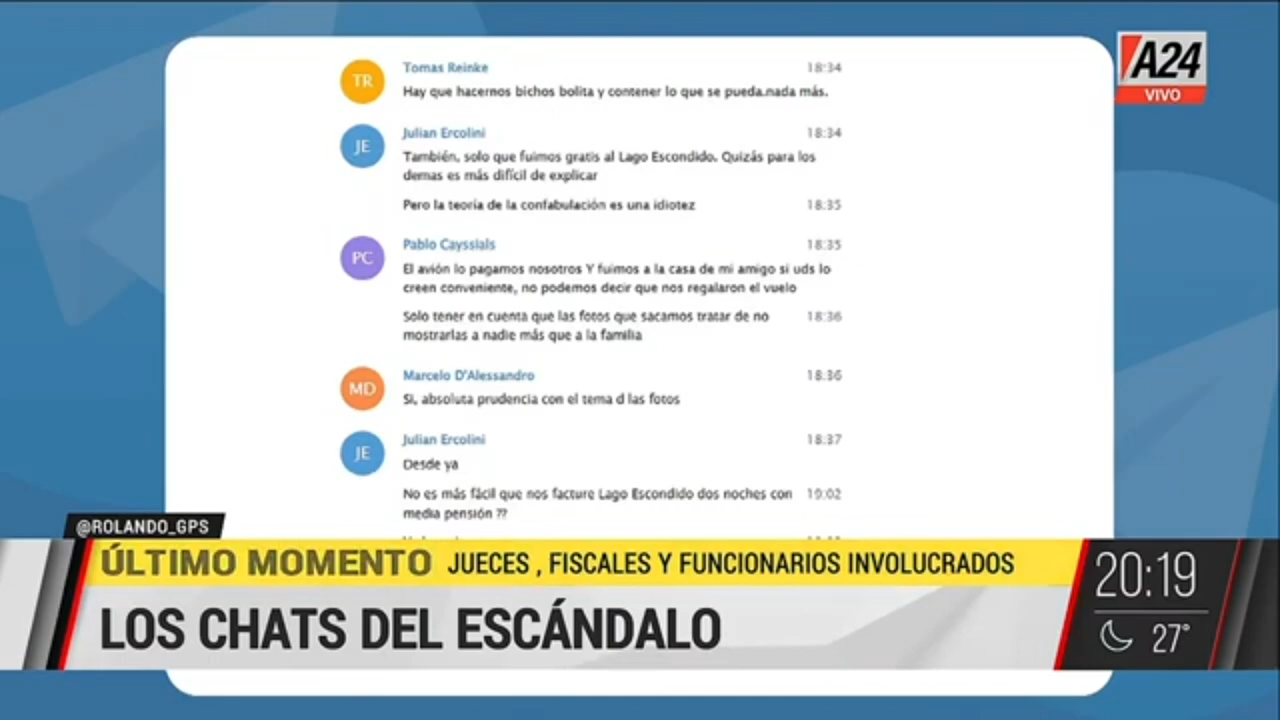 A24
VIVO
TR
Tomas Reinke 18:34
Hay que hacernos bichos bolita y contener lo que se pueda.nada más.
JE
Julian Ercolini 18:34
También, solo que fuimos gratis al Lago Escondido. Quizás para los
demas es más difícil de explicar
Pero la teoría de la confabulación es una idiotez 18:35
PC
Pablo Cayssials 18:35
El avión lo pagamos nosotros Y fuimos a la casa de mi amigo si uds lo
creen conveniente, no podemos decir que nos regalaron el vuelo
Solo tener en cuenta que las fotos que sacamos tratar de no 18:36
mostrarlas a nadie más que a la familia
MD
Marcelo D'Alessandro 18:36
Si, absoluta prudencia con el tema d las fotos
JE
Julian Ercolini 18:37
Desde ya
No es más fácil que nos facture Lago Escondido dos noches con 19:02
media pensión ??
@ROLANDO_GPS
ÚLTIMO MOMENTO JUECES , FISCALES Y FUNCIONARIOS INVOLUCRADOS
LOS CHATS DEL ESCÁNDALO
20:19
27°